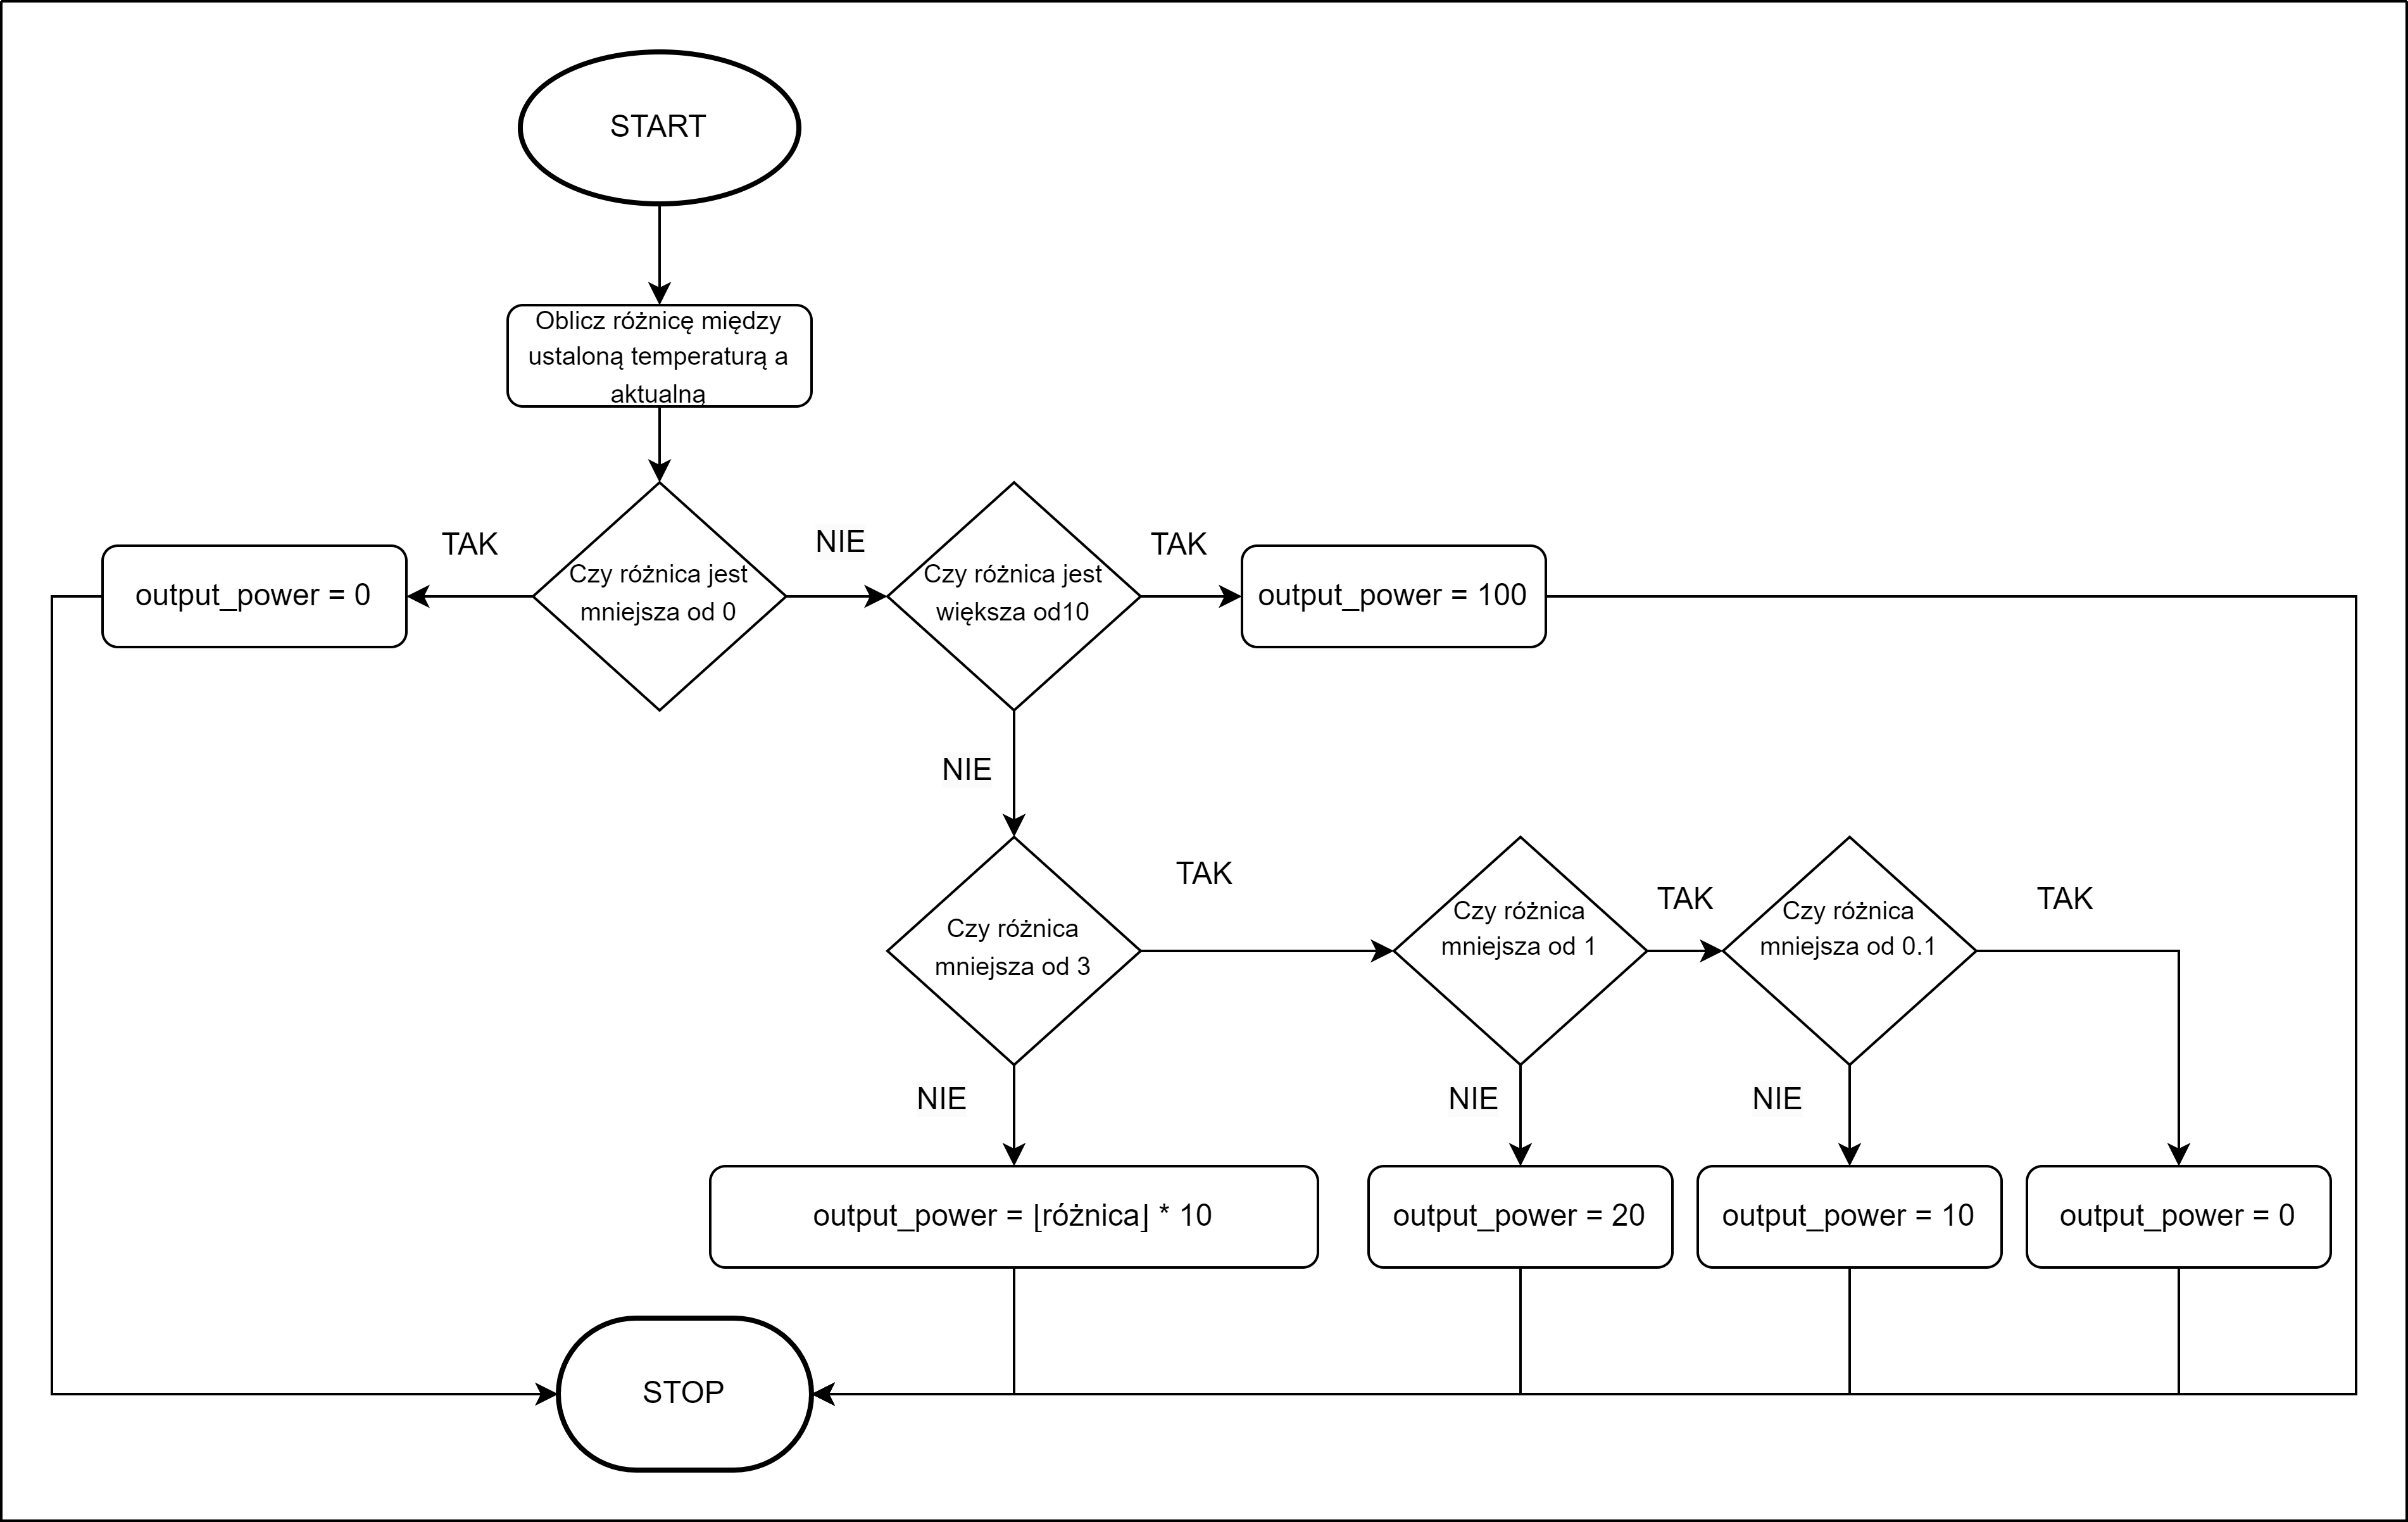 START
Oblicz różnicę między
ustaloną temperaturą a
aktualną
TAK
NIE
TAK
output_power = 0
Czy różnica jest
mniejsza od 0
Czy różnica jest
większa od10
output_power = 100
NIE
TAK
TAK
TAK
Czy różnica
mniejsza od 3
Czy różnica
mniejsza od 1
Czy różnica
mniejsza od 0.1
NIE
NIE
NIE
output_power = ⌊różnica⌋ * 10
output_power = 20
output_power = 10
output_power = 0
STOP